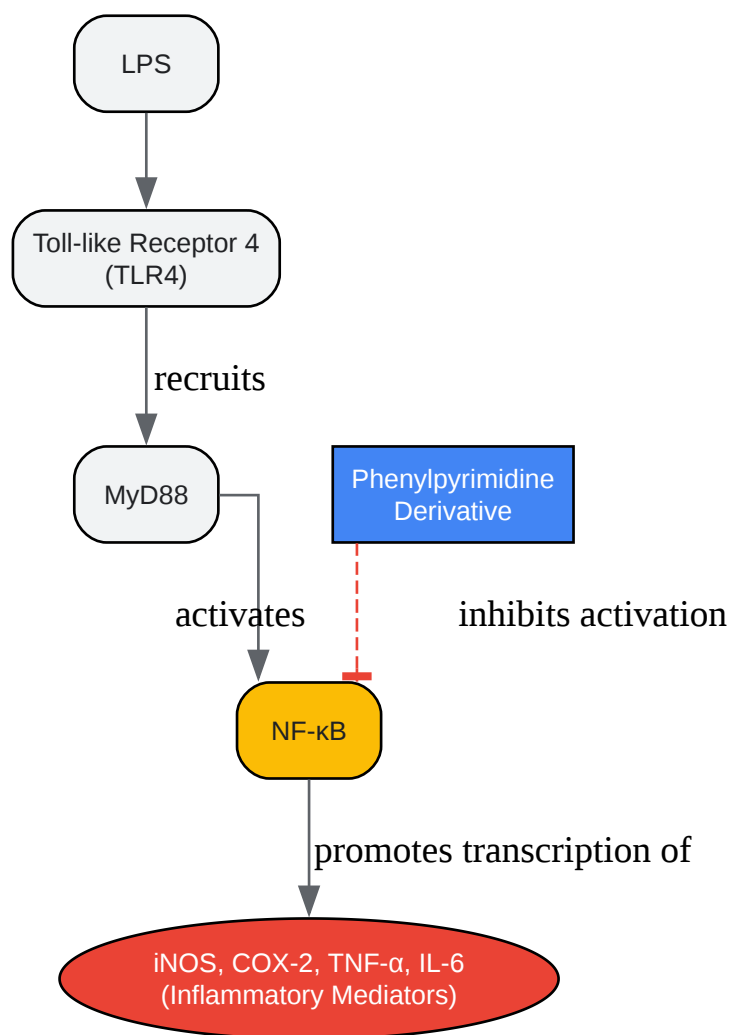 LPS
Toll-like Receptor 4
(TLR4)
recruits
MyD88
Phenylpyrimidine
Derivative
activates
inhibits activation
NF-κB
promotes transcription of
iNOS, COX-2, TNF-α, IL-6
(Inflammatory Mediators)